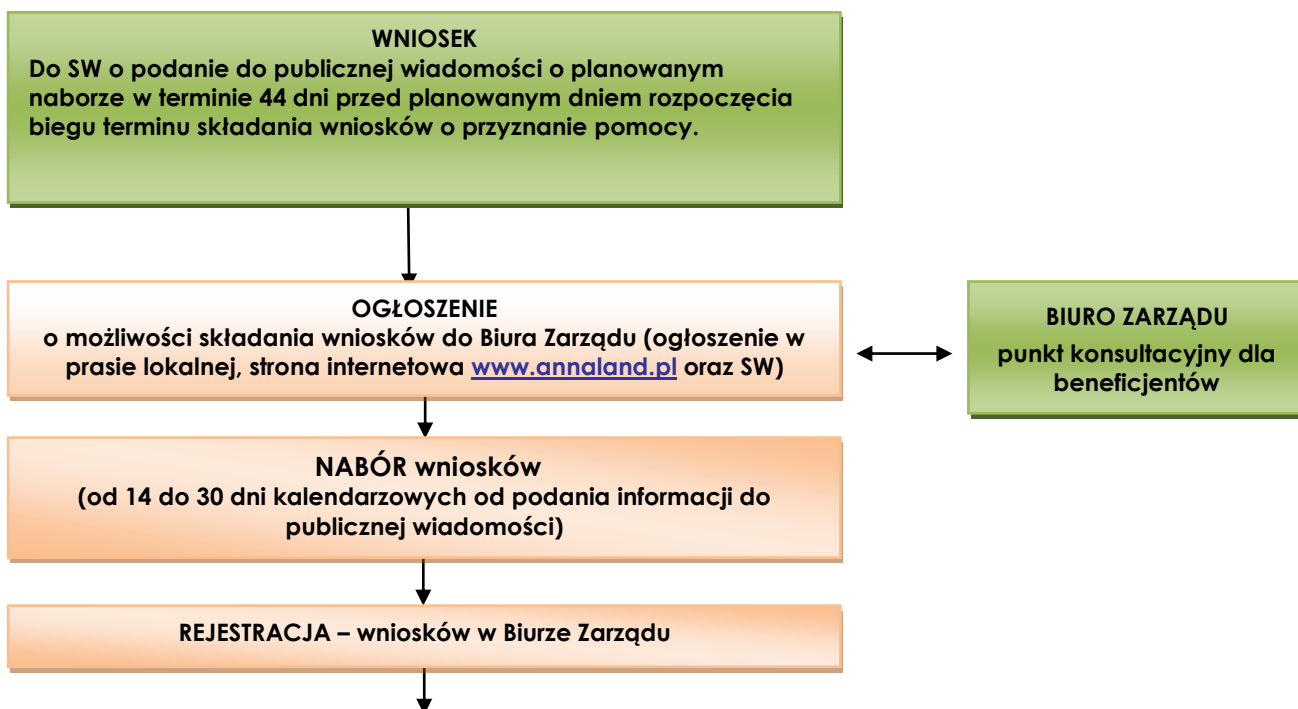 WNIOSEK
Do SW o podanie do publicznej wiadomości o planowanym
naborze w terminie 44 dni przed planowanym dniem rozpoczęcia
biegu terminu składania wniosków o przyznanie pomocy.
OGŁOSZENIE
o możliwości składania wniosków do Biura Zarządu (ogłoszenie w
prasie lokalnej, strona internetowa www.annaland.pl oraz SW)
BIURO ZARZĄDU
punkt konsultacyjny dla
beneficjentów
NABÓR wniosków
(od 14 do 30 dni kalendarzowych od podania informacji do
publicznej wiadomości)
REJESTRACJA – wniosków w Biurze Zarządu